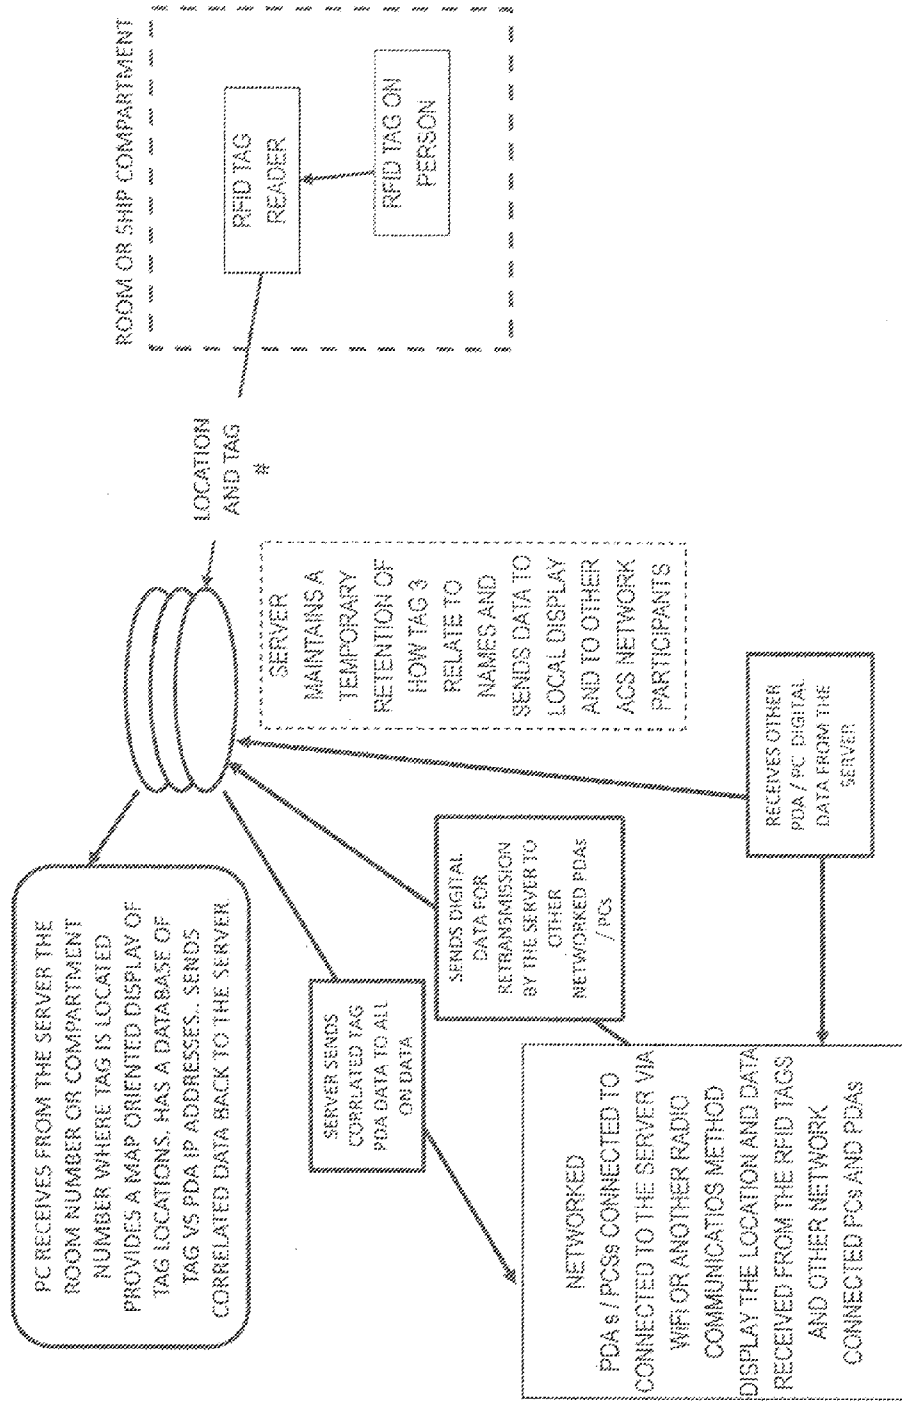 PC RECEIVES FROM THE SERVER THE
ROOM NUMBER OR COMPARTMENT
NUMBER WHERE TAG IS LOCATED
PROVIDES A MAP ORIENTED DISPLAY OF
TAG LOCATIONS. HAS A DATABASE OF
TAG VS PDA IP ADDRESSES.. SENDS
CORRELATED DATA BACK TO THE SERVER.
ROOM OR SHIP COMPARTMENT
RFID TAG
READER
RFID TAG ON
PERSON
LOCATION
AND TAG
#
SERVER
MAINTAINS A
TEMPORARY
RETENTION OF
HOW TAG 3
RELATE TO
NAMES AND
SENDS DATA TO
LOCAL DISPLAY
AND TO OTHER
ACS NETWORK
PARTICIPANTS
SERVER SENDS
CORRLATED TAG
PDA DATA TO ALL
ON DATA
SENDS DIGITAL
DATA FOR
RETRANSMISSION
BY THE SERVER TO
OTHER
NETWORKED PDAs
/ PCs
RECEIVES OTHER
PDA / PC DIGITAL
DATA FROM THE
SERVER
NETWORKED
PDA s / PCSs CONNECTED TO
CONNECTED TO THE SERVER VIA
WIFI OR ANOTHER RADIO
COMMUNICATIOS METHOD
DISPLAY THE LOCATION AND DATA
RECEIVED FROM THE RFID TAGS
AND OTHER NETWORK
CONNECTED PCs AND PDAs